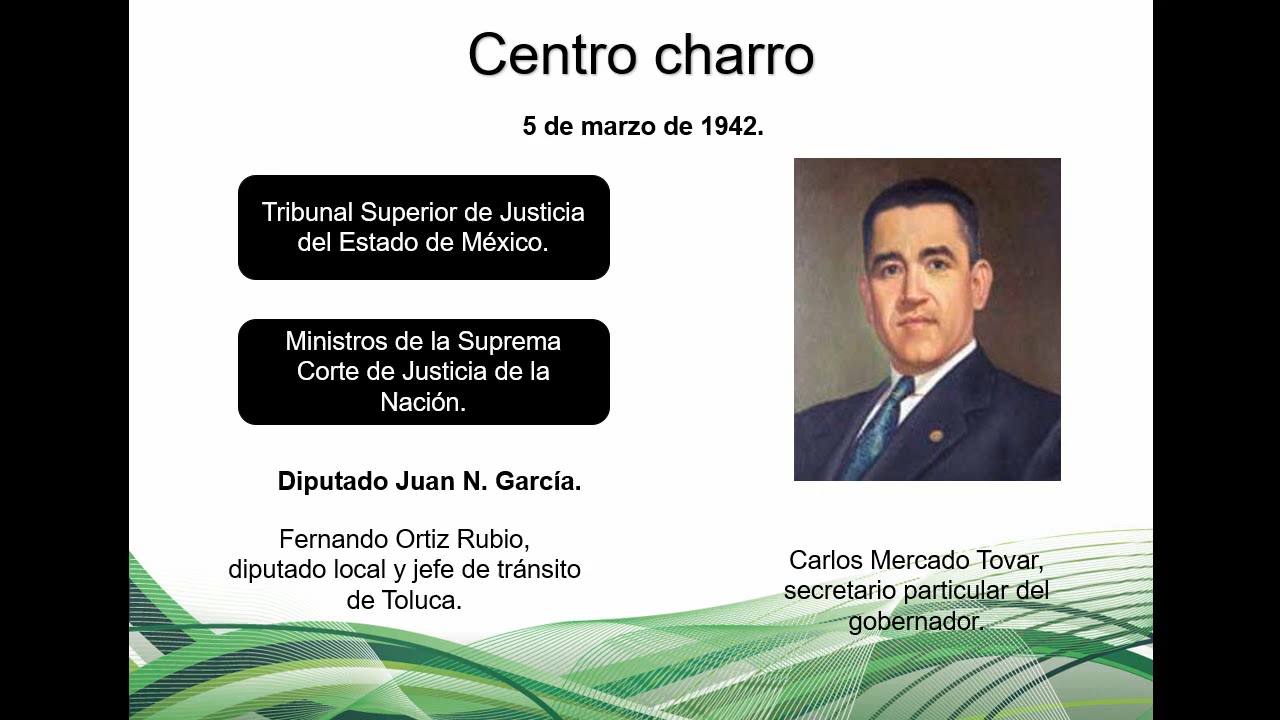 Centro charro
5 de marzo de 1942.
Tribunal Superior de Justicia
del Estado de México.
Ministros de la Suprema
Corte de Justicia de la
Nación.
Diputado Juan N. García.
Fernando Ortiz Rubio,
diputado local y jefe de tránsito
de Toluca.
Carlos Mercado Tovar,
secretario particular del
gobernador.